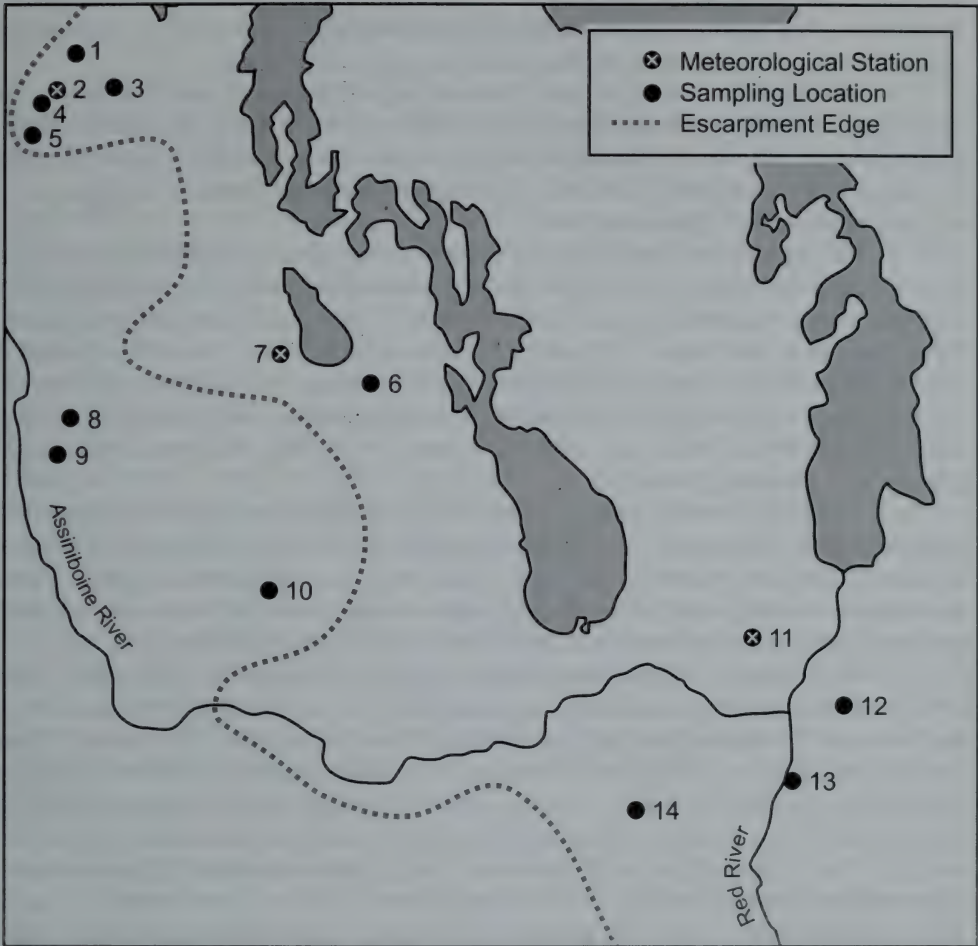 Meteorological Station
Sampling Location
Escarpment Edge
1
2
3
4
5
7
6
8
9
Assiniboine River
10
11
12
13
14
Red River